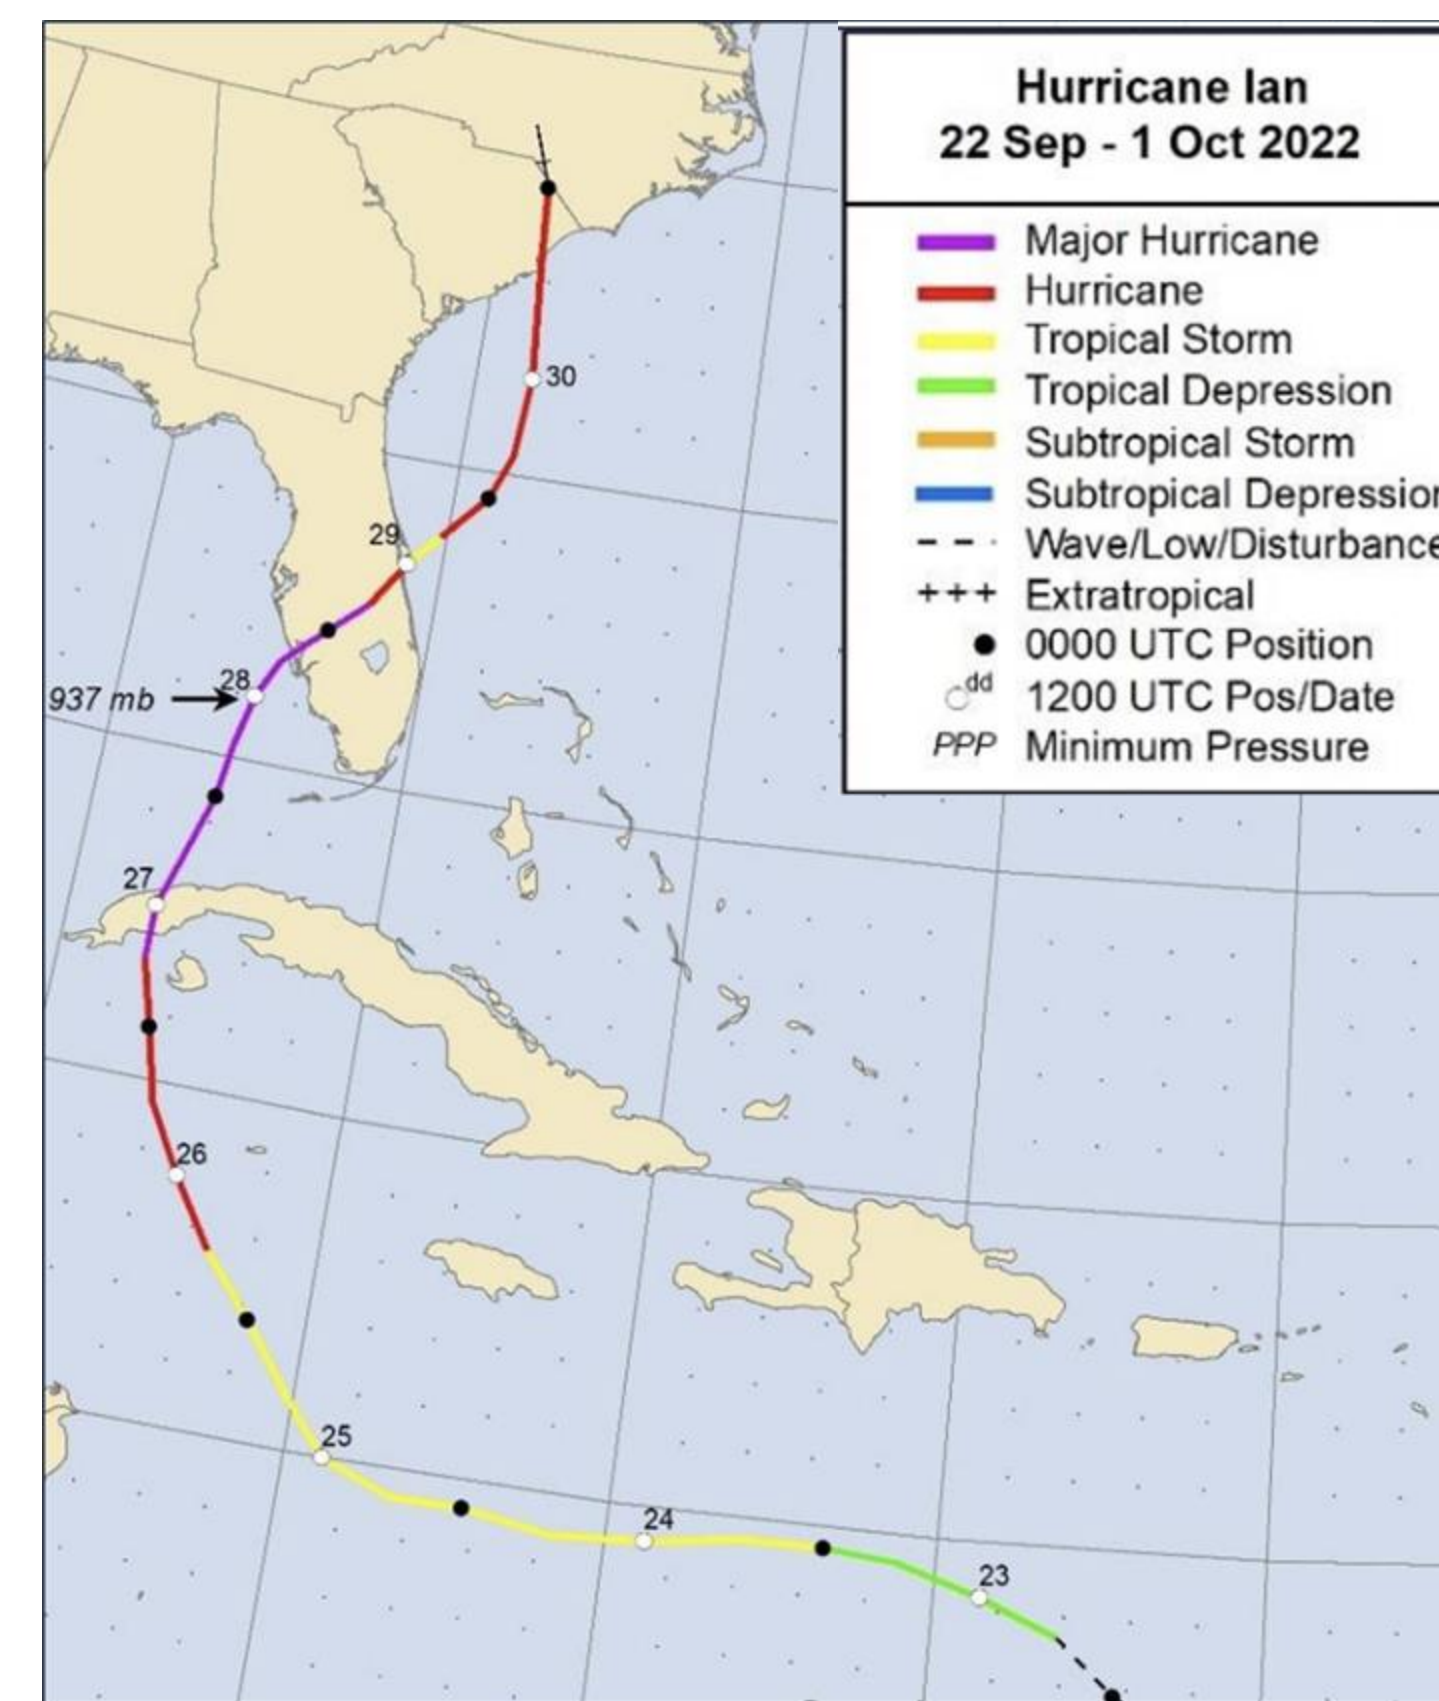 Hurricane Ian
22 Sep - 1 Oct 2022
Major Hurricane
Hurricane
Tropical Storm
Tropical Depression
Subtropical Storm
Subtropical Depression
Wave/Low/Disturbance
+++ Extratropical
0000 UTC Position
dd 1200 UTC Pos/Date
PPP Minimum Pressure
30
29
28
937 mb
27
26
25
24
23